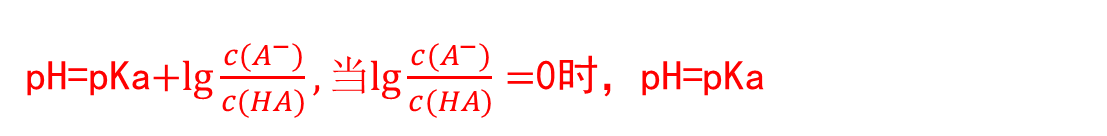 pH=pKa+lg c(A⁻)/c(HA) , 当lg c(A⁻)/c(HA) =0时，pH=pKa